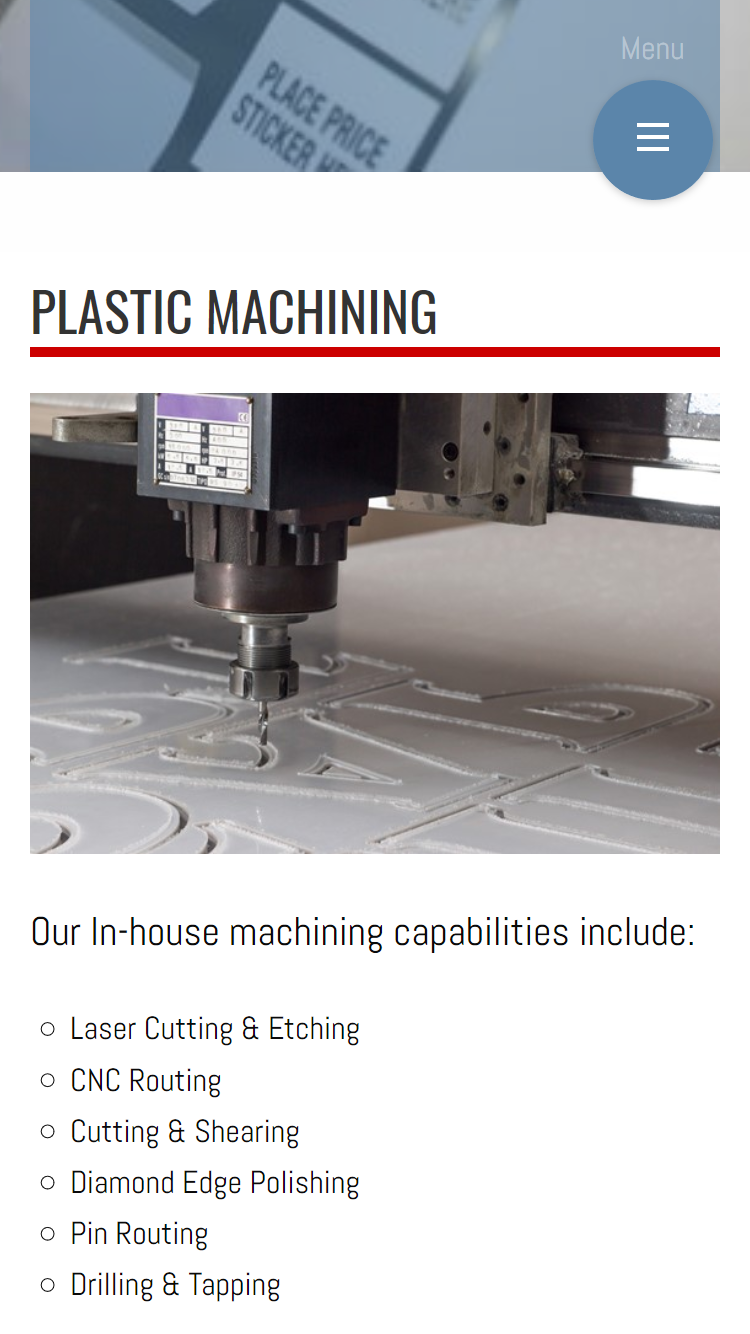 Menu
PLACE PRICE
STICKER
PLASTIC MACHINING
Our In-house machining capabilities include:
Laser Cutting & Etching
CNC Routing
Cutting & Shearing
Diamond Edge Polishing
Pin Routing
Drilling & Tapping